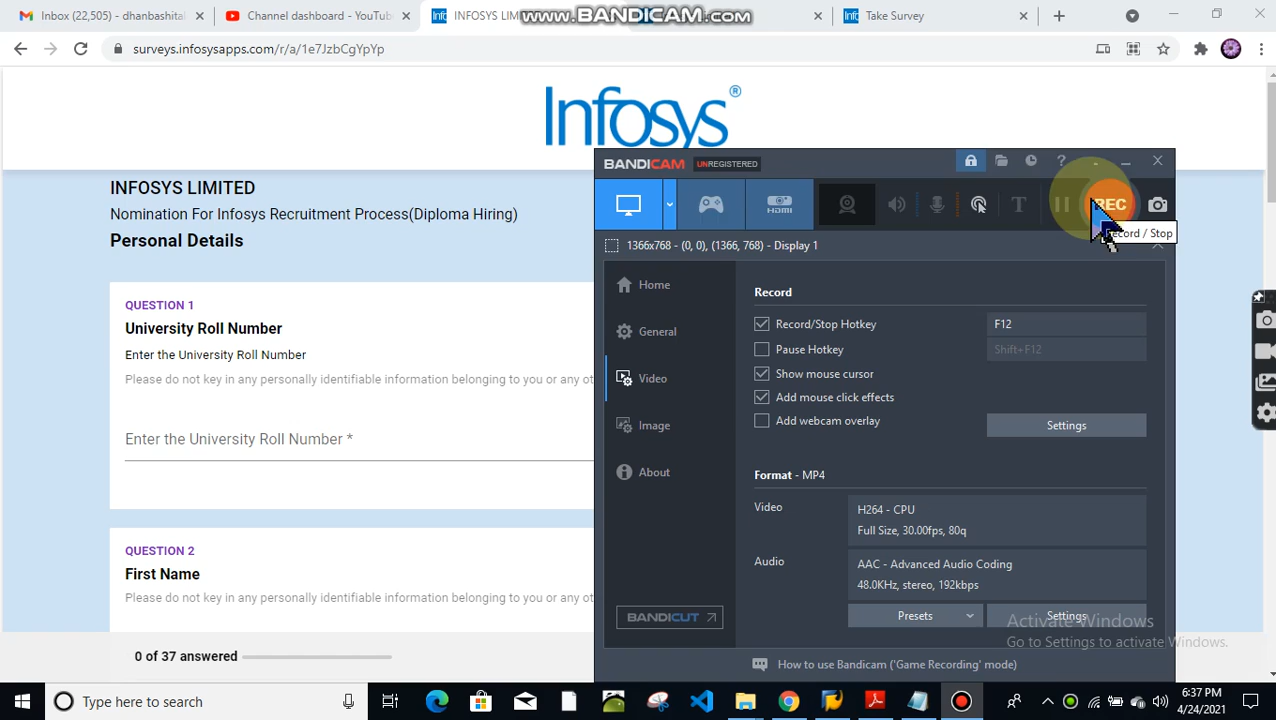 Inbox (22,505) - dhanbashital
Channel dashboard - YouTube
INFOSYS LIM
www.BANDICAM.com
Take Survey
surveys.infosysapps.com/r/a/1e7JzbCgYpYp
Infosys®
INFOSYS LIMITED
Nomination For Infosys Recruitment Process(Diploma Hiring)
Personal Details
QUESTION 1
University Roll Number
Enter the University Roll Number
Please do not key in any personally identifiable information belonging to you or any ot
Enter the University Roll Number *
QUESTION 2
First Name
Please do not key in any personally identifiable information belonging to you or any ot
0 of 37 answered
BANDICAM UNREGISTERED
HDMI
REC
Record / Stop
1366x768 - (0, 0), (1366, 768) - Display 1
Home
General
Video
Image
About
BANDICUT
Record
Record/Stop Hotkey F12
Pause Hotkey Shift+F12
Show mouse cursor
Add mouse click effects
Add webcam overlay
Settings
Format - MP4
Video
H264 - CPU
Full Size, 30.00fps, 80q
Audio
AAC - Advanced Audio Coding
48.0KHz, stereo, 192kbps
Presets
Settings
How to use Bandicam ('Game Recording' mode)
Activate Windows
Go to Settings to activate Windows.
Type here to search
6:37 PM
4/24/2021